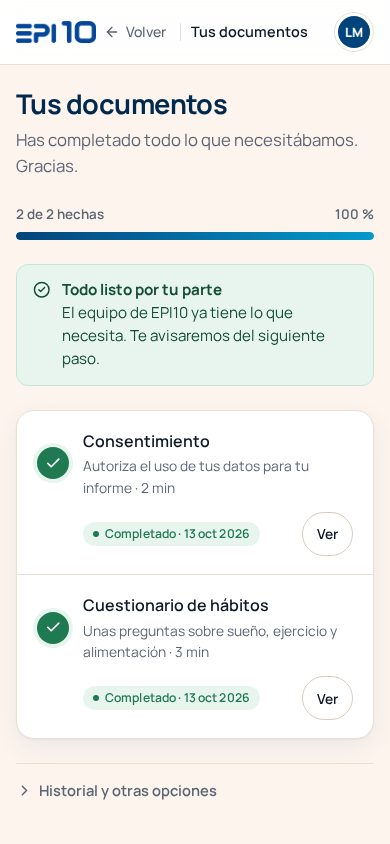 EPI10
Volver
Tus documentos
LM
Tus documentos
Has completado todo lo que necesitábamos.
Gracias.
2 de 2 hechas
100 %
Todo listo por tu parte
El equipo de EPI10 ya tiene lo que
necesita. Te avisaremos del siguiente
paso.
Consentimiento
Autoriza el uso de tus datos para tu
informe · 2 min
Completado · 13 oct 2026
Ver
Cuestionario de hábitos
Unas preguntas sobre sueño, ejercicio y
alimentación · 3 min
Completado · 13 oct 2026
Ver
Historial y otras opciones